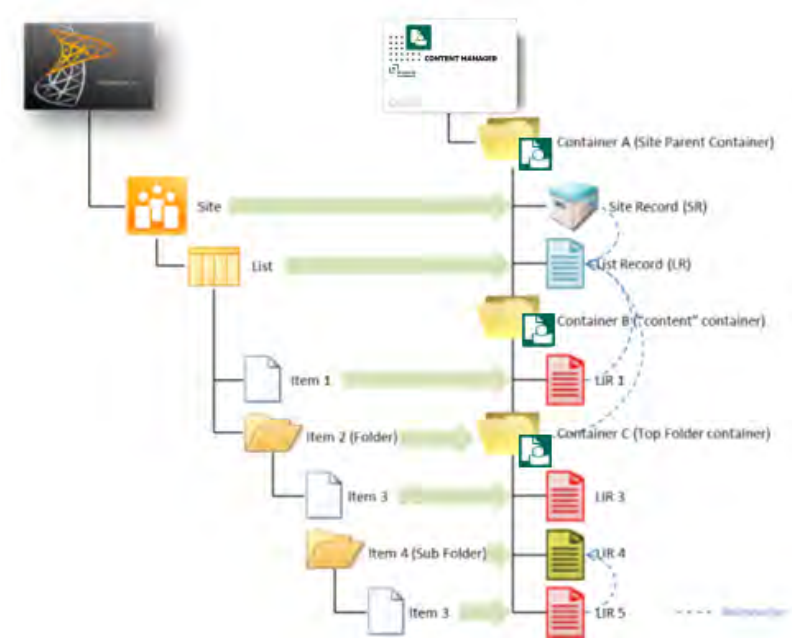 CONTENT MANAGER
Container A (Site Parent Container)
Site
Site Record (SR)
List
List Record (LR)
Container B ("content" container)
Item 1
LIR 1
Item 2 (Folder)
Container C (Top Folder container)
Item 3
LIR 3
Item 4 (Sub Folder)
LIR 4
Item 3
LIR 5